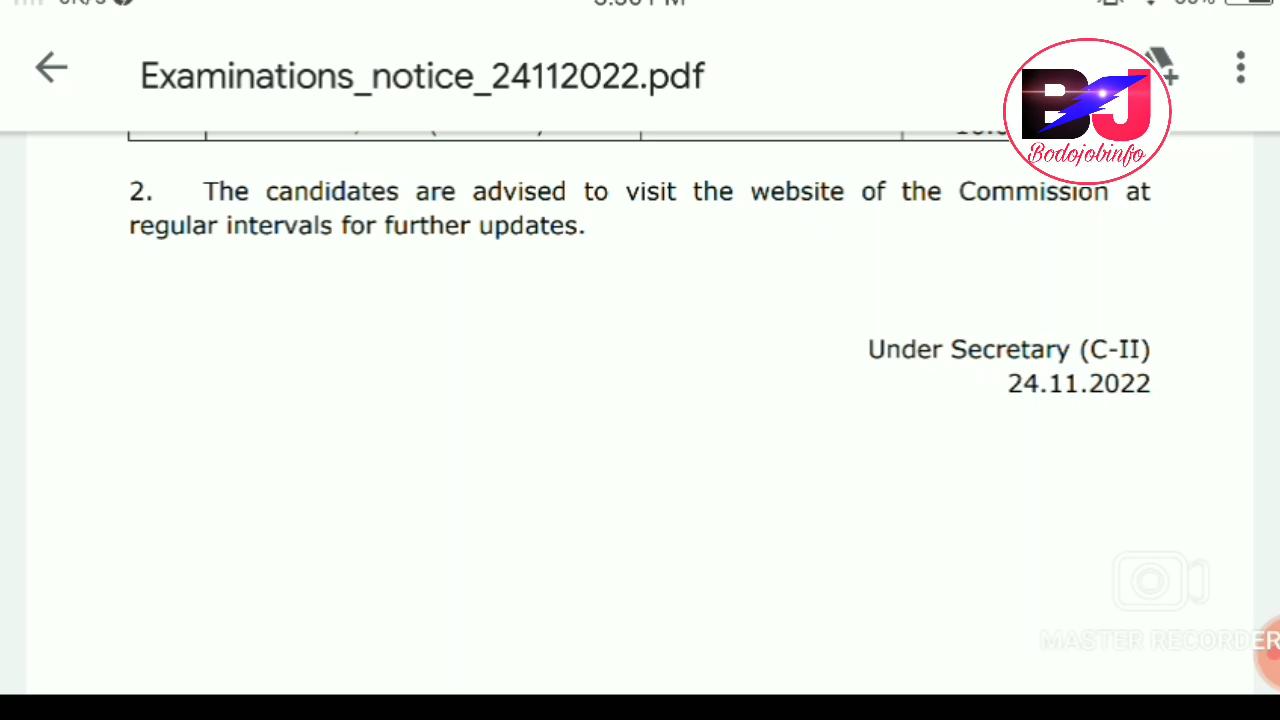 Examinations_notice_24112022.pdf
BJ
Bodojobinfo
2. The candidates are advised to visit the website of the Commission at
regular intervals for further updates.
Under Secretary (C-II)
24.11.2022
MASTER RECORDER